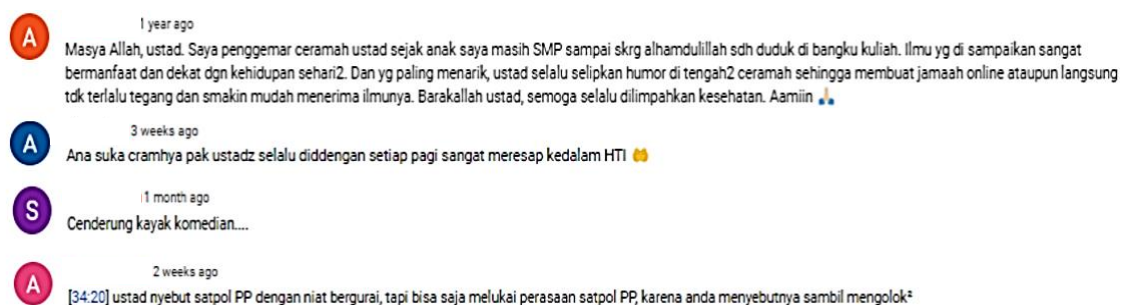 A
1 year ago
Masya Allah, ustad. Saya penggemar ceramah ustad sejak anak saya masih SMP sampai skrg alhamdulillah sdh duduk di bangku kuliah. Ilmu yg di sampaikan sangat
bermanfaat dan dekat dgn kehidupan sehari2. Dan yg paling menarik, ustad selalu selipkan humor di tengah2 ceramah sehingga membuat jamaah online ataupun langsung
tdk terlalu tegang dan smakin mudah menerima ilmunya. Barakallah ustad, semoga selalu dilimpahkan kesehatan. Aamiin 🙏🏻
A
3 weeks ago
Ana suka cramhya pak ustadz selalu diddengan setiap pagi sangat meresap kedalam HTI 🤲
S
1 month ago
Cenderung kayak komedian....
A
2 weeks ago
[34:20] ustad nyebut satpol PP dengan niat bergurai, tapi bisa saja melukai perasaan satpol PP, karena anda menyebutnya sambil mengolok²